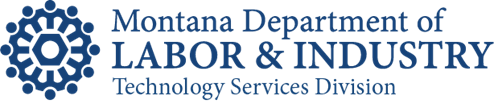 Montana Department of
LABOR & INDUSTRY
Technology Services Division